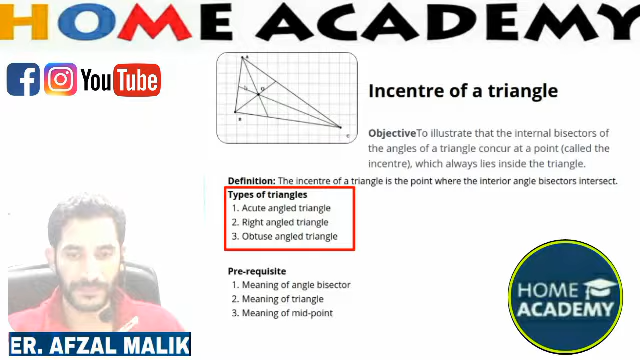 HOME ACADEMY
YouTube
A
O
B
C
Incentre of a triangle
ObjectiveTo illustrate that the internal bisectors of
the angles of a triangle concur at a point (called the
incentre), which always lies inside the triangle.
Definition: The incentre of a triangle is the point where the interior angle bisectors intersect.
Types of triangles
1. Acute angled triangle
2. Right angled triangle
3. Obtuse angled triangle
Pre-requisite
1. Meaning of angle bisector
2. Meaning of triangle
3. Meaning of mid-point
HOME
ACADEMY
ER. AFZAL MALIK